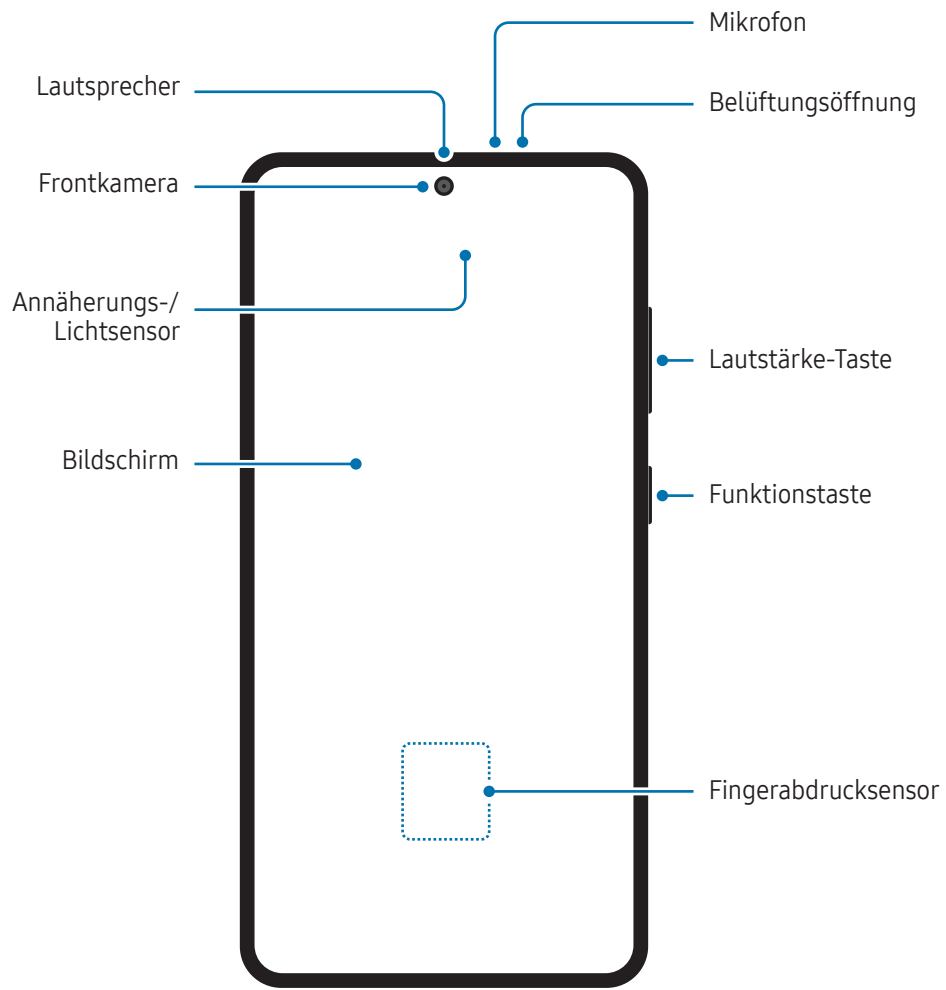 Mikrofon
Lautsprecher
Belüftungsöffnung
Frontkamera
Annäherungs-/
Lichtsensor
Lautstärke-Taste
Bildschirm
Funktionstaste
Fingerabdrucksensor